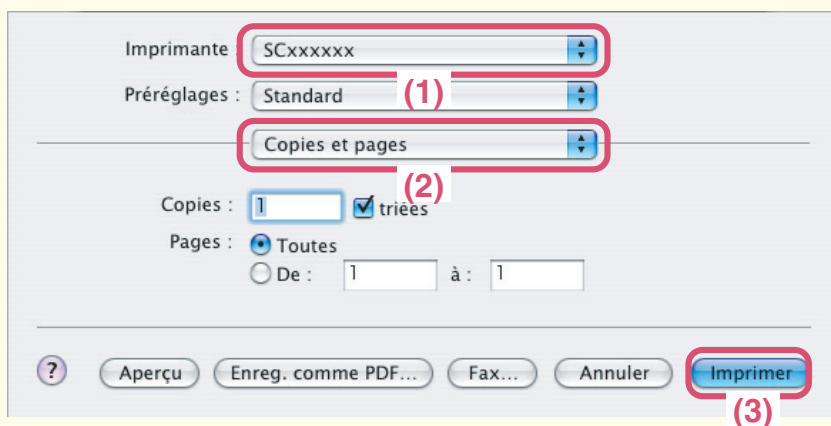 Imprimante : SCxxxxxx
(1)
Préréglages : Standard
Copies et pages
(2)
Copies : 1 triées
Pages : Toutes
De : 1 à : 1
? Aperçu Enreg. comme PDF... Fax... Annuler Imprimer
(3)